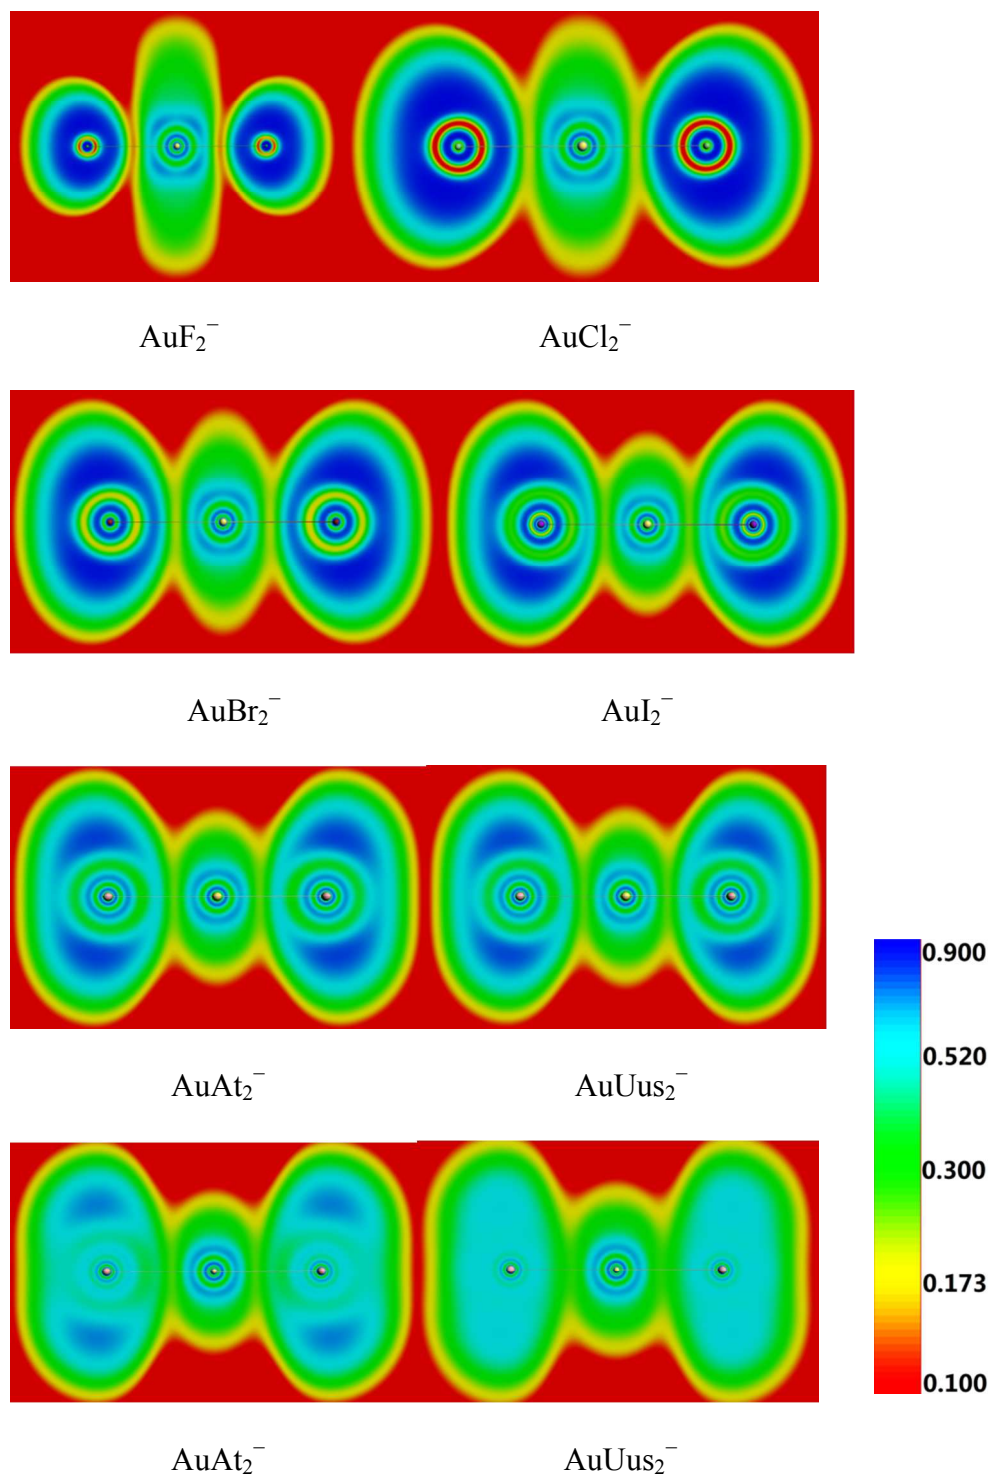 AuF₂⁻ AuCl₂⁻
AuBr₂⁻ AuI₂⁻
AuAt₂⁻ AuUus₂⁻
0.900
0.520
0.300
0.173
0.100
AuAt₂⁻ AuUus₂⁻